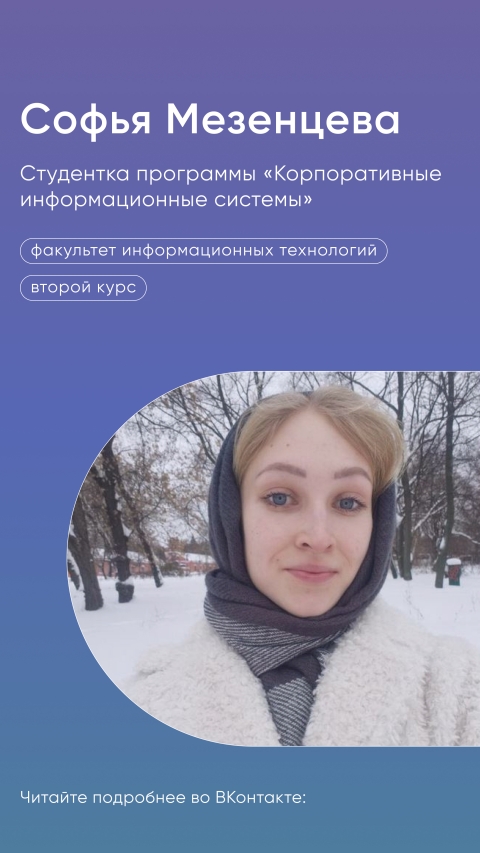 Софья Мезенцева
Студентка программы «Корпоративные
информационные системы»
факультет информационных технологий
второй курс
Читайте подробнее во ВКонтакте: